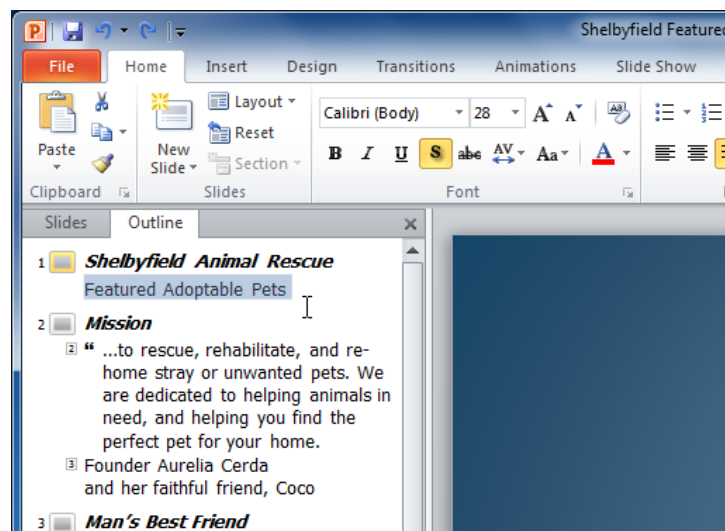 Shelbyfield Featured
File Home Insert Design Transitions Animations Slide Show
Paste
New
Slide
Layout
Reset
Section
Calibri (Body) 28 A A Aa
B I U S abc AV Aa A
Clipboard Slides Font
Slides Outline
1 Shelbyfield Animal Rescue
Featured Adoptable Pets
2 Mission
2 “ ...to rescue, rehabilitate, and re-
home stray or unwanted pets. We
are dedicated to helping animals in
need, and helping you find the
perfect pet for your home.
3 Founder Aurelia Cerda
and her faithful friend, Coco
3 Man's Best Friend